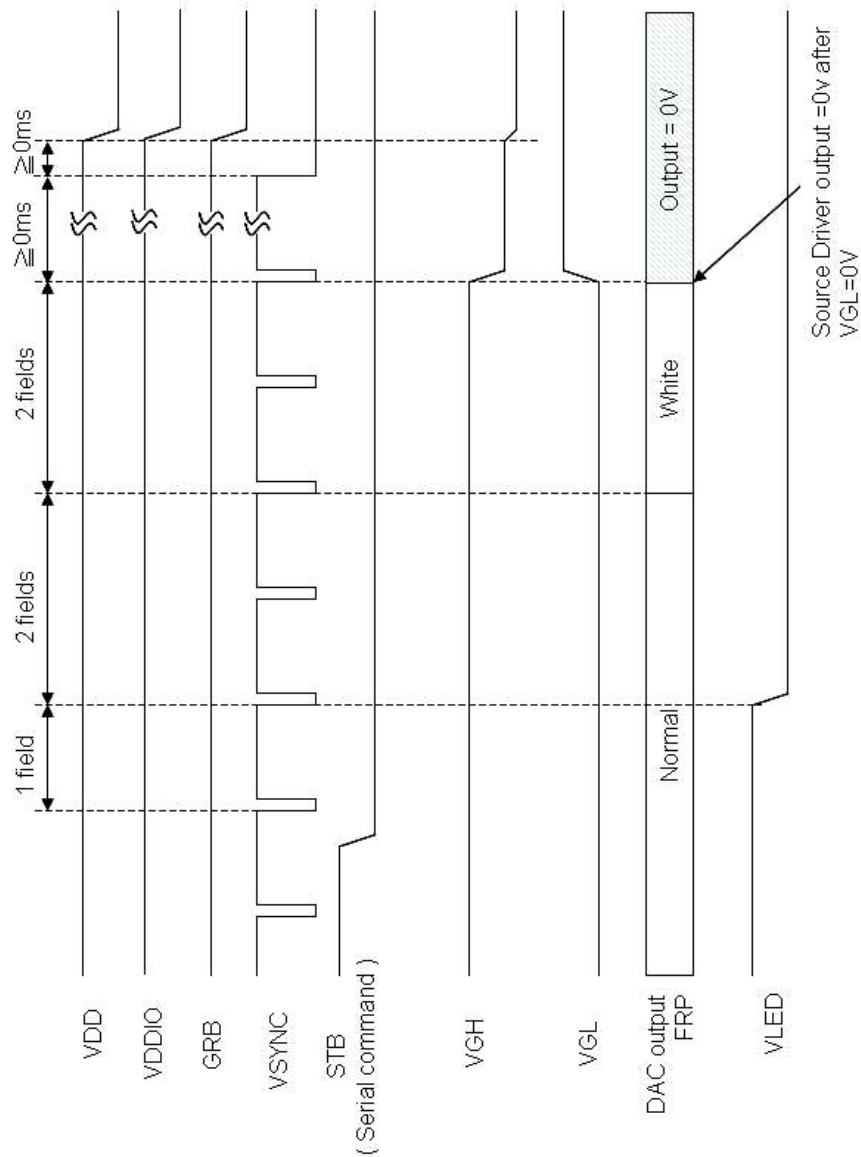 1 field
2 fields
2 fields
≧0ms
≧0ms
VDD
VDDIO
GRB
VSYNC
STB
( Serial command )
VGH
VGL
DAC output
FRP
Normal
White
Output = 0V
VLED
Source Driver output =0v after
VGL=0V